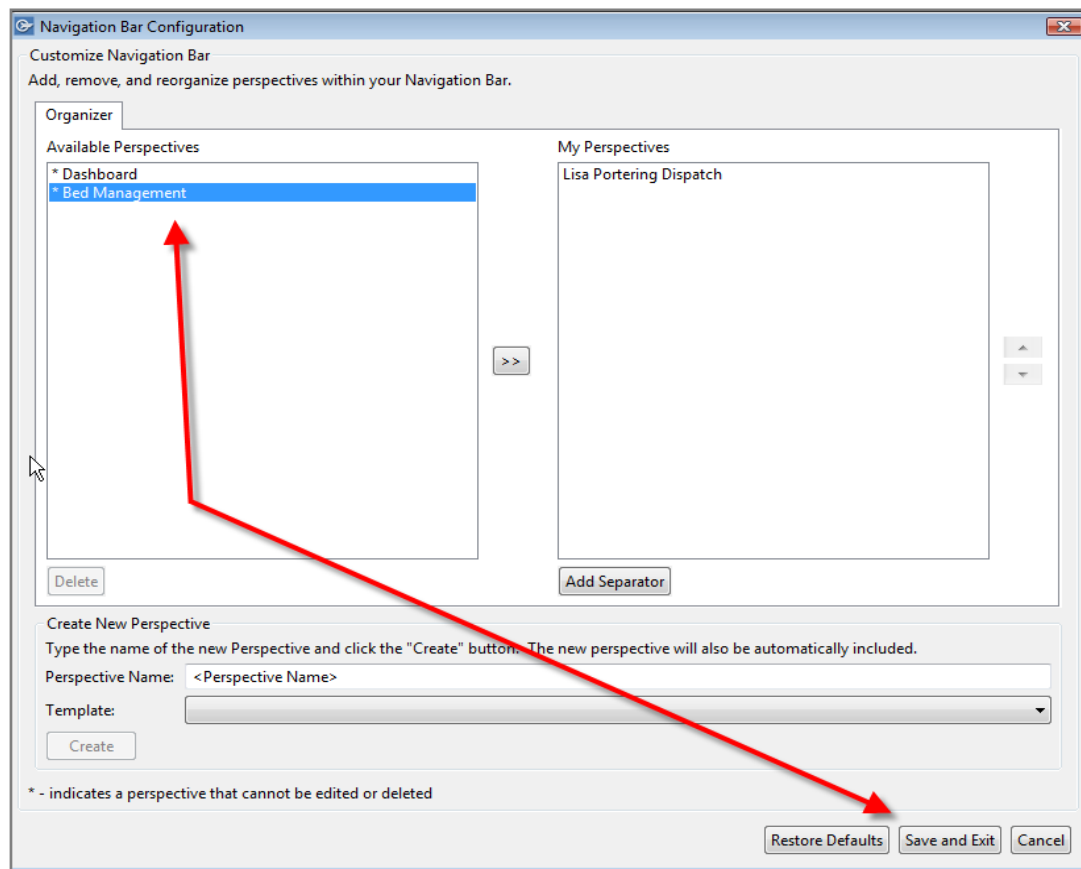 Navigation Bar Configuration
Customize Navigation Bar
Add, remove, and reorganize perspectives within your Navigation Bar.
Organizer
Available Perspectives
* Dashboard
* Bed Management
>>
My Perspectives
Lisa Portering Dispatch
Delete
Add Separator
Create New Perspective
Type the name of the new Perspective and click the "Create" button. The new perspective will also be automatically included.
Perspective Name: <Perspective Name>
Template:
Create
* - indicates a perspective that cannot be edited or deleted
Restore Defaults Save and Exit Cancel